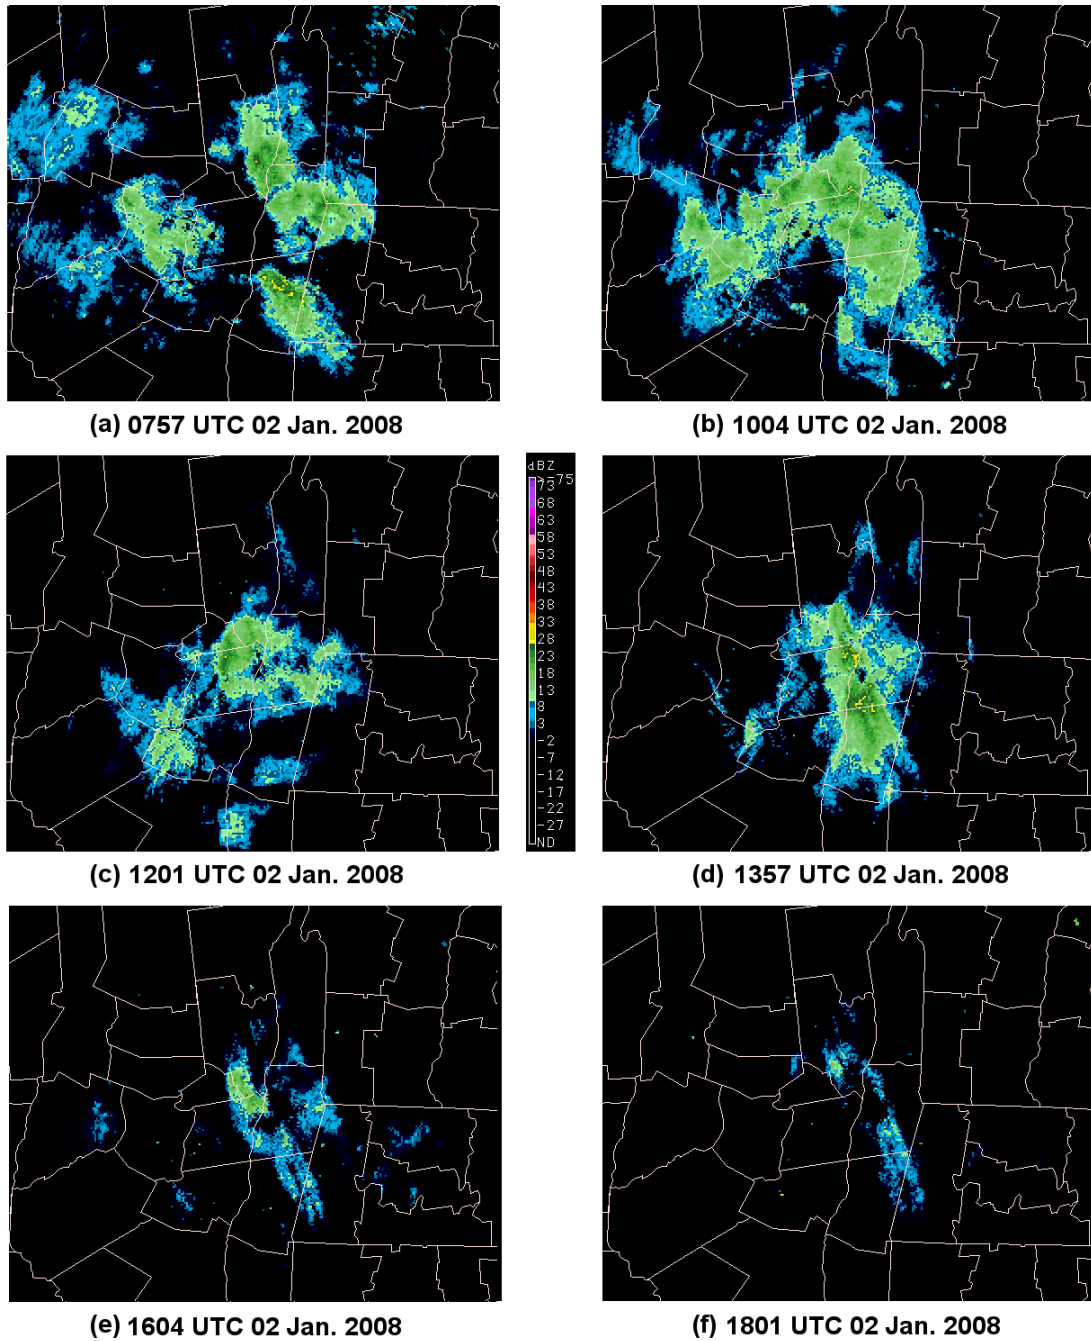 (a) 0757 UTC 02 Jan. 2008
(b) 1004 UTC 02 Jan. 2008
dBZ
>=75
73
68
63
58
53
48
43
38
33
28
23
18
13
8
3
-2
-7
-12
-17
-22
-27
ND
(c) 1201 UTC 02 Jan. 2008
(d) 1357 UTC 02 Jan. 2008
(e) 1604 UTC 02 Jan. 2008
(f) 1801 UTC 02 Jan. 2008